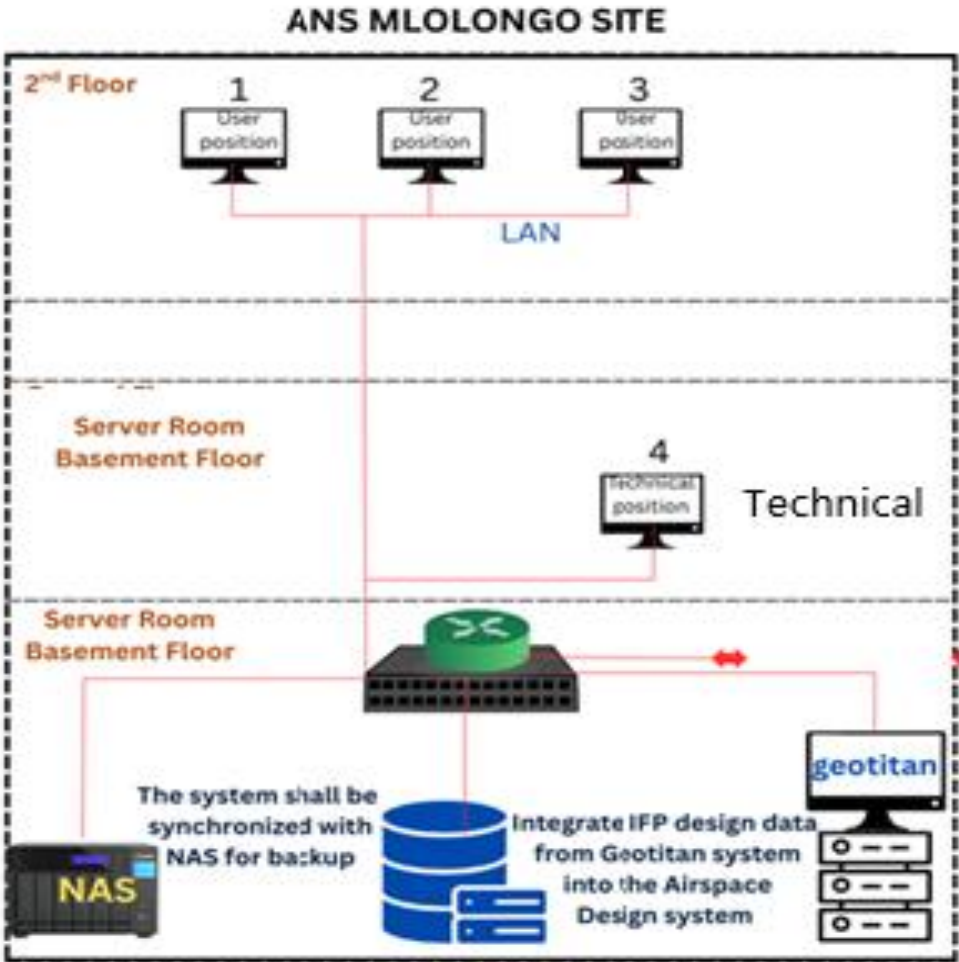 ANS MLOLONGO SITE
2nd Floor
1
2
3
User
position
User
position
User
position
LAN
Server Room
Basement Floor
4
Technical
position
Technical
Server Room
Basement Floor
geotitan
The system shall be
synchronized with
NAS for backup
Integrate IFP design data
from Geotitan system
into the Airspace
Design system
NAS